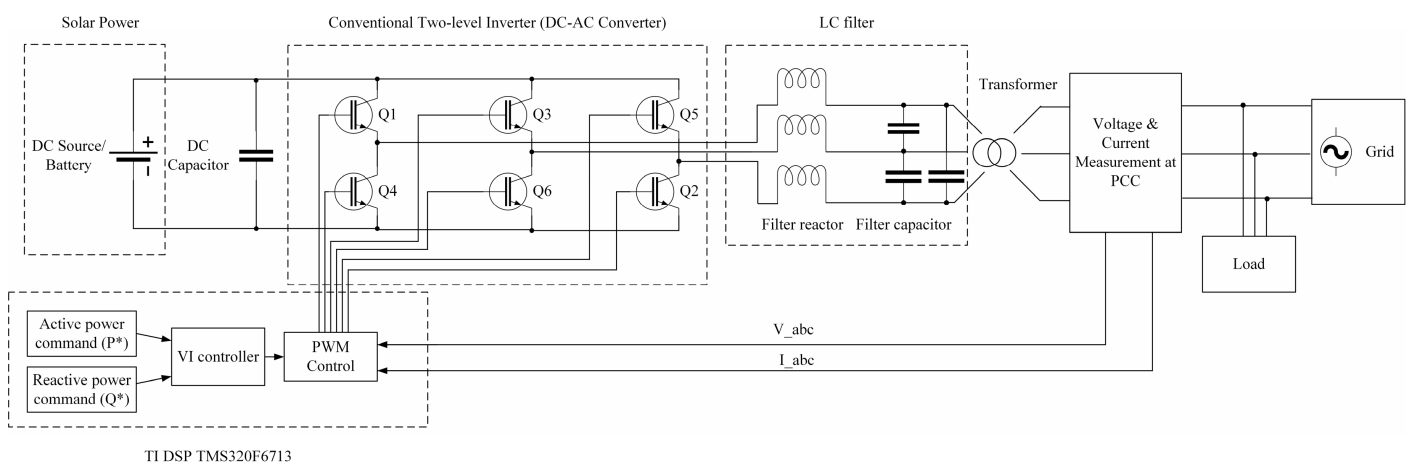 Solar Power
Conventional Two-level Inverter (DC-AC Converter)
LC filter
Transformer
DC Source/
Battery
+
−
DC
Capacitor
Q1
Q3
Q5
Q4
Q6
Q2
Filter reactor
Filter capacitor
Voltage &
Current
Measurement at
PCC
Grid
Load
Active power
command (P*)
Reactive power
command (Q*)
VI controller
PWM
Control
V_abc
I_abc
TI DSP TMS320F6713